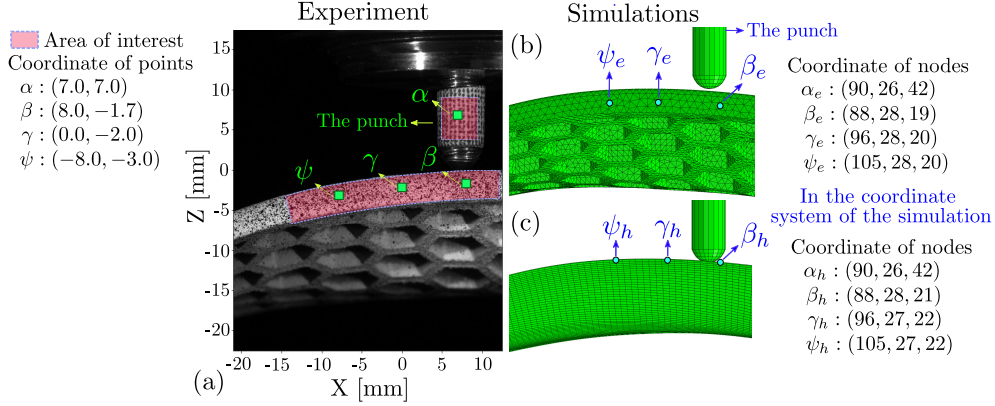 Experiment
Area of interest
Coordinate of points
α : (7.0, 7.0)
β : (8.0, −1.7)
γ : (0.0, −2.0)
ψ : (−8.0, −3.0)
Z [mm]
15
10
5
0
-5
-10
-15
-20
−20
−15
−10
−5
0
5
10
X [mm]
(a)
α
The punch
β
γ
ψ
Simulations
(b)
The punch
ψe
γe
βe
Coordinate of nodes
αe : (90, 26, 42)
βe : (88, 28, 19)
γe : (96, 28, 20)
ψe : (105, 28, 20)
In the coordinate
system of the simulation
(c)
ψh
γh
βh
Coordinate of nodes
αh : (90, 26, 42)
βh : (88, 28, 21)
γh : (96, 27, 22)
ψh : (105, 27, 22)